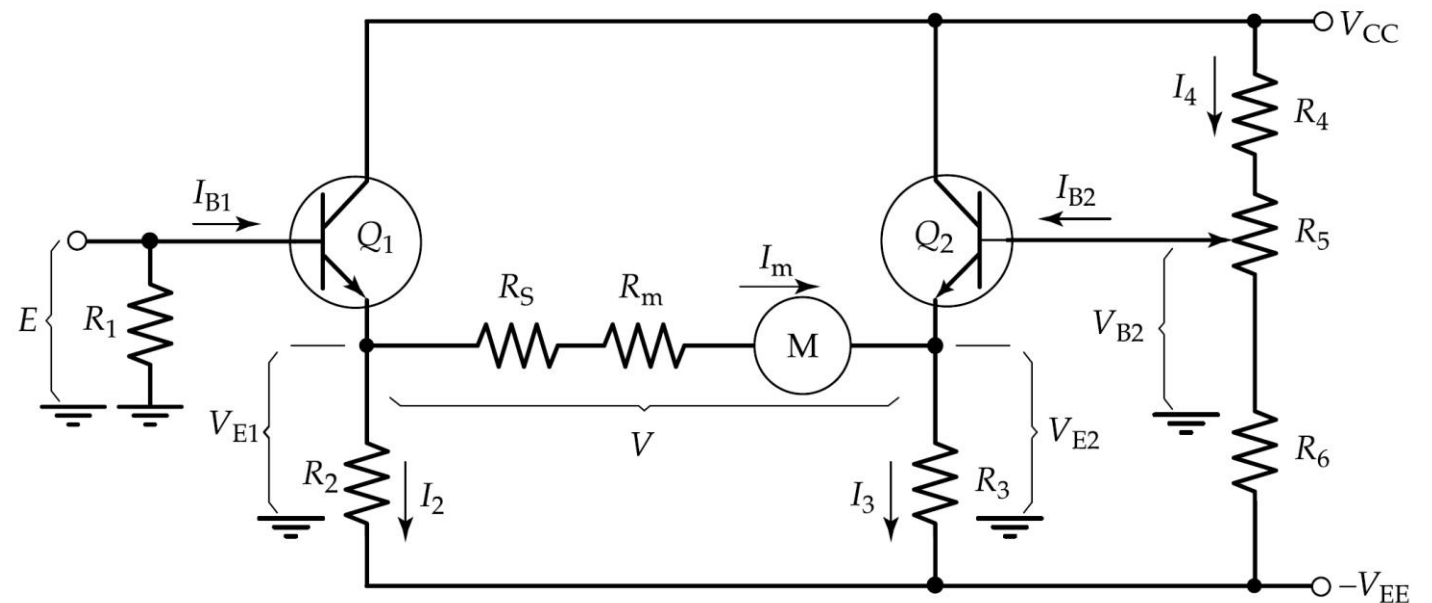 V_CC
I_4
R_4
I_B1
Q_1
Q_2
I_B2
R_5
E
R_1
R_S
R_m
I_m
M
V_B2
V_E1
V
V_E2
R_2
I_2
I_3
R_3
R_6
–V_EE